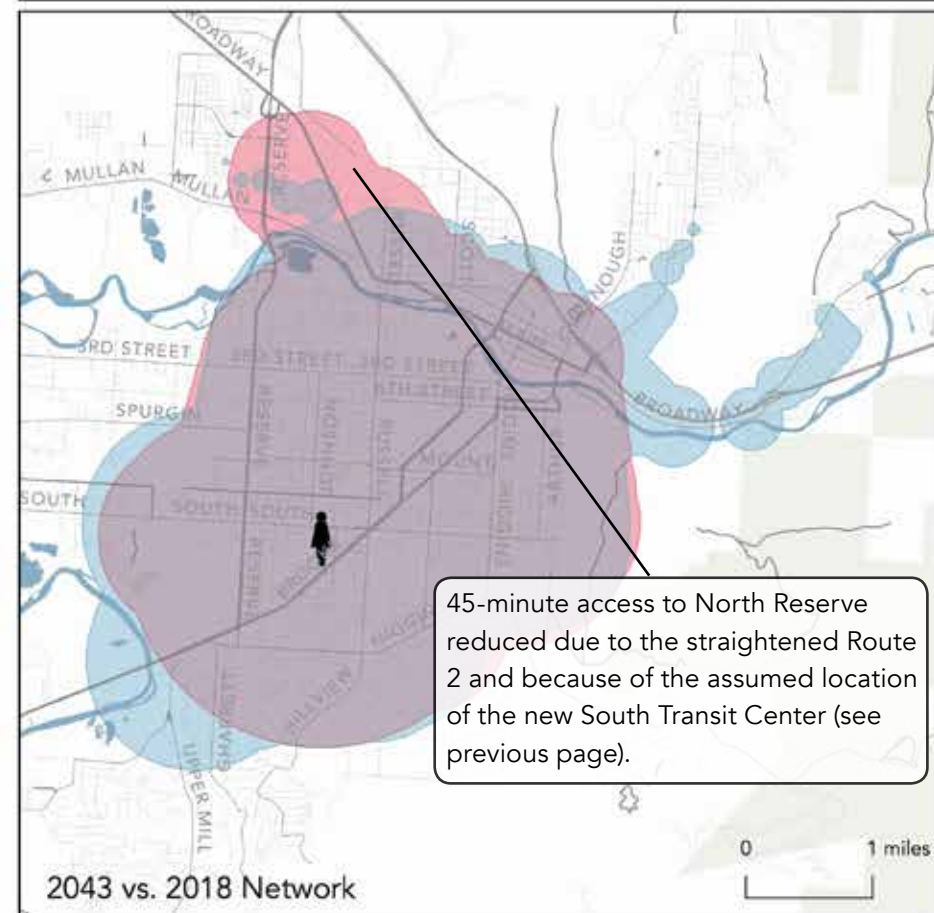 BROADWAY
RESERVE
MULLAN
MULLAN
SCOTT
RUSSELL
3RD STREET
3RD STREET
3RD STREET
5TH STREET
BROADWAY
SPURGIN
RESERVE
RUSSELL
MOUNT
SOUTH
SOUTH
SOUTH
RESERVE
HILLVIEW
UPPER MILL
45-minute access to North Reserve
reduced due to the straightened Route
2 and because of the assumed location
of the new South Transit Center (see
previous page).
0
1 miles
2043 vs. 2018 Network